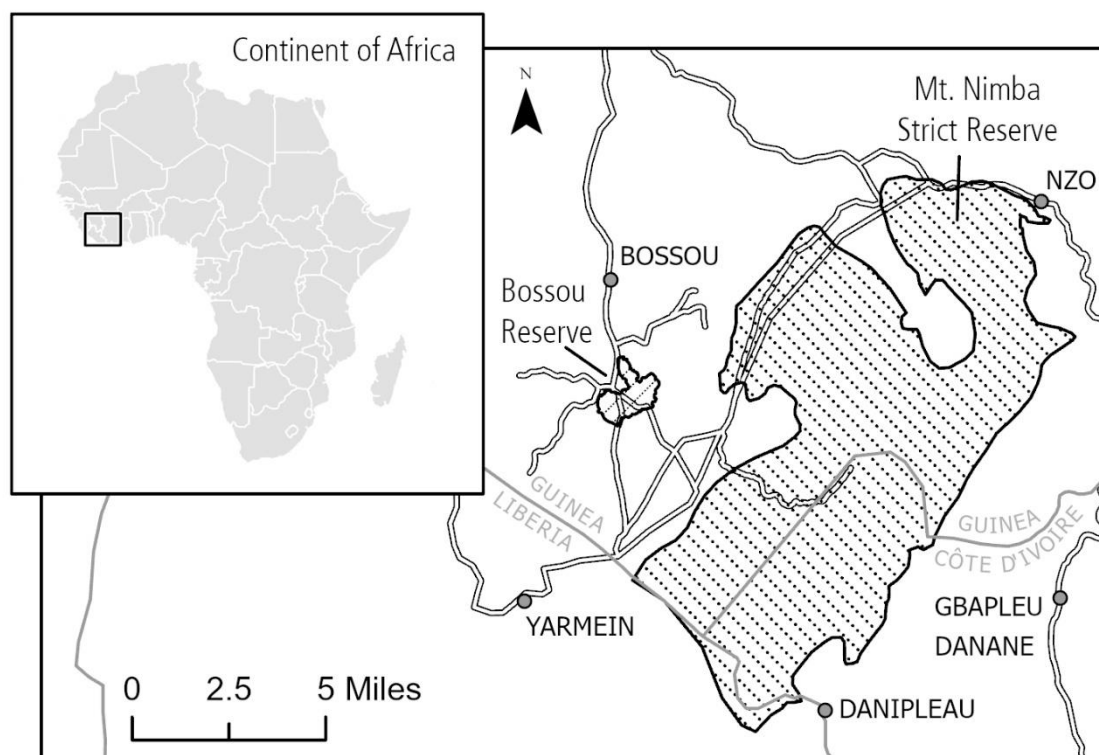 Continent of Africa
N
Mt. Nimba
Strict Reserve
NZO
BOSSOU
Bossou
Reserve
GUINEA
LIBERIA
GUINEA
CÔTE D'IVOIRE
YARMEIN
GBAPLEU
DANANE
DANIPLEAU
0 2.5 5 Miles